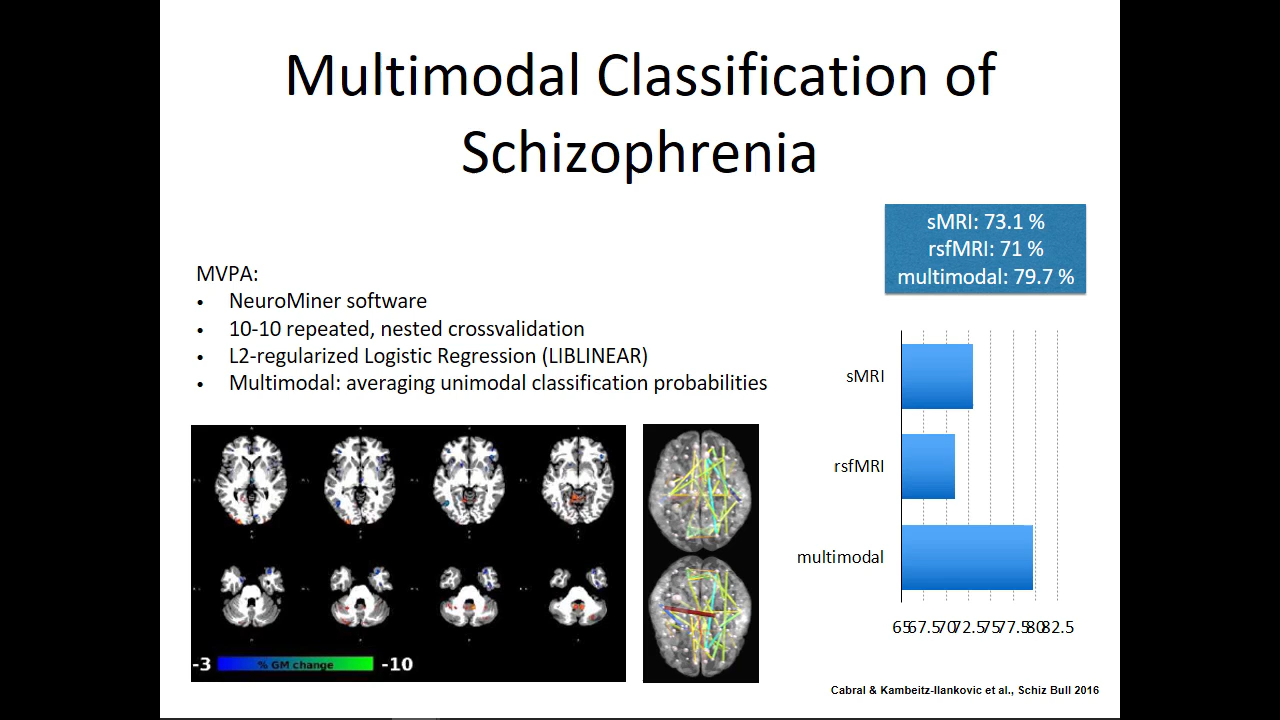 Multimodal Classification of
Schizophrenia
sMRI: 73.1 %
rsfMRI: 71 %
multimodal: 79.7 %
MVPA:
• NeuroMiner software
• 10-10 repeated, nested crossvalidation
• L2-regularized Logistic Regression (LIBLINEAR)
• Multimodal: averaging unimodal classification probabilities
sMRI
rsfMRI
multimodal
65 67.5 70 72.5 75 77.5 80 82.5
-3 % GM change -10
Cabral & Kambeitz-Ilankovic et al., Schiz Bull 2016